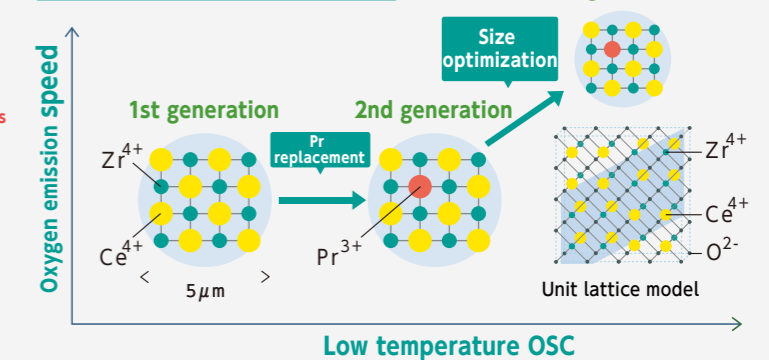 Size
optimization
1st generation
2nd generation
Pr
replacement
Zr4+
Ce4+
Pr3+
5μm
Zr4+
Ce4+
O2-
Unit lattice model
Oxygen emission speed
Low temperature OSC